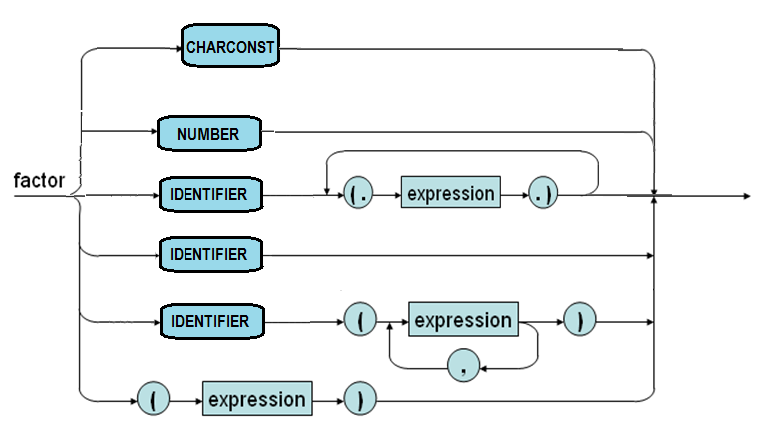 CHARCONST
NUMBER
factor
IDENTIFIER (. expression .)
IDENTIFIER
IDENTIFIER ( expression )
,
( expression )